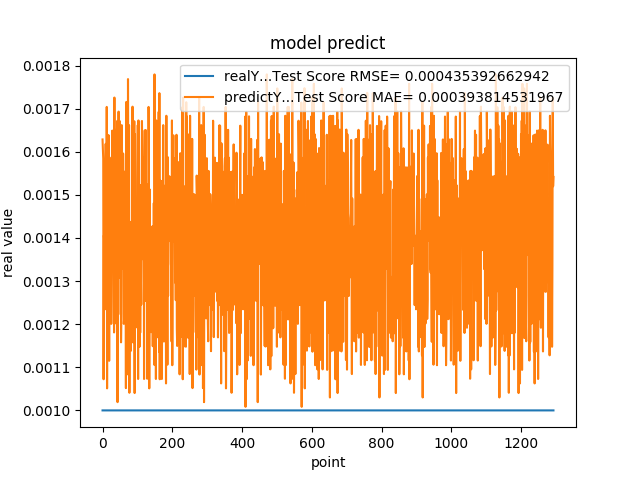 model predict
realY...Test Score RMSE= 0.000435392662942
predictY...Test Score MAE= 0.000393814531967
0.0018
0.0017
0.0016
0.0015
0.0014
0.0013
0.0012
0.0011
0.0010
real value
0 200 400 600 800 1000 1200
point